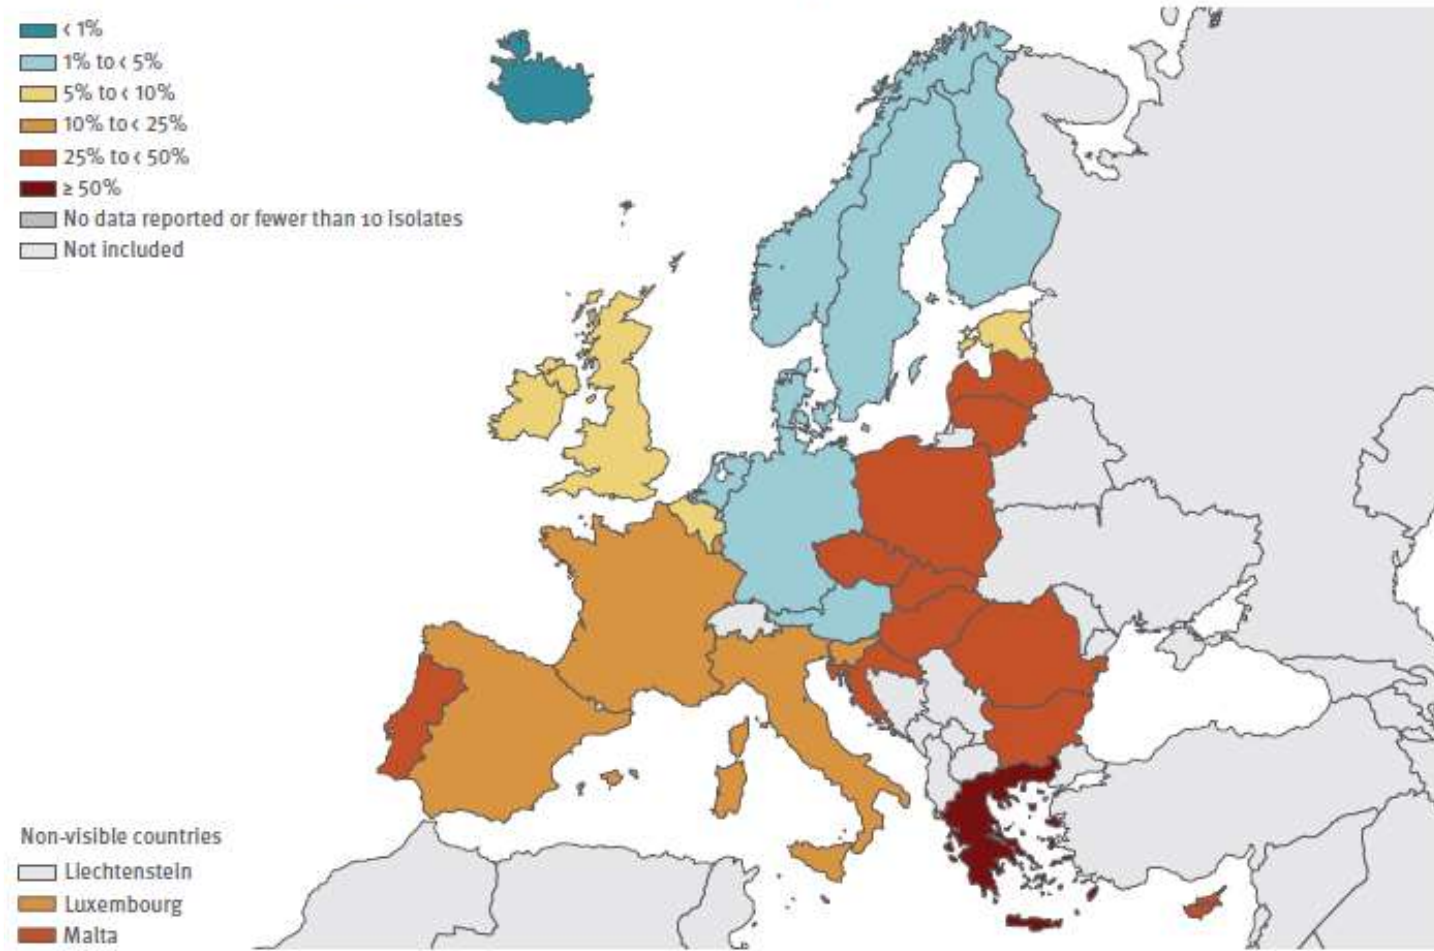 < 1%
1% to < 5%
5% to < 10%
10% to < 25%
25% to < 50%
≥ 50%
No data reported or fewer than 10 isolates
Not included
Non-visible countries
Liechtenstein
Luxembourg
Malta